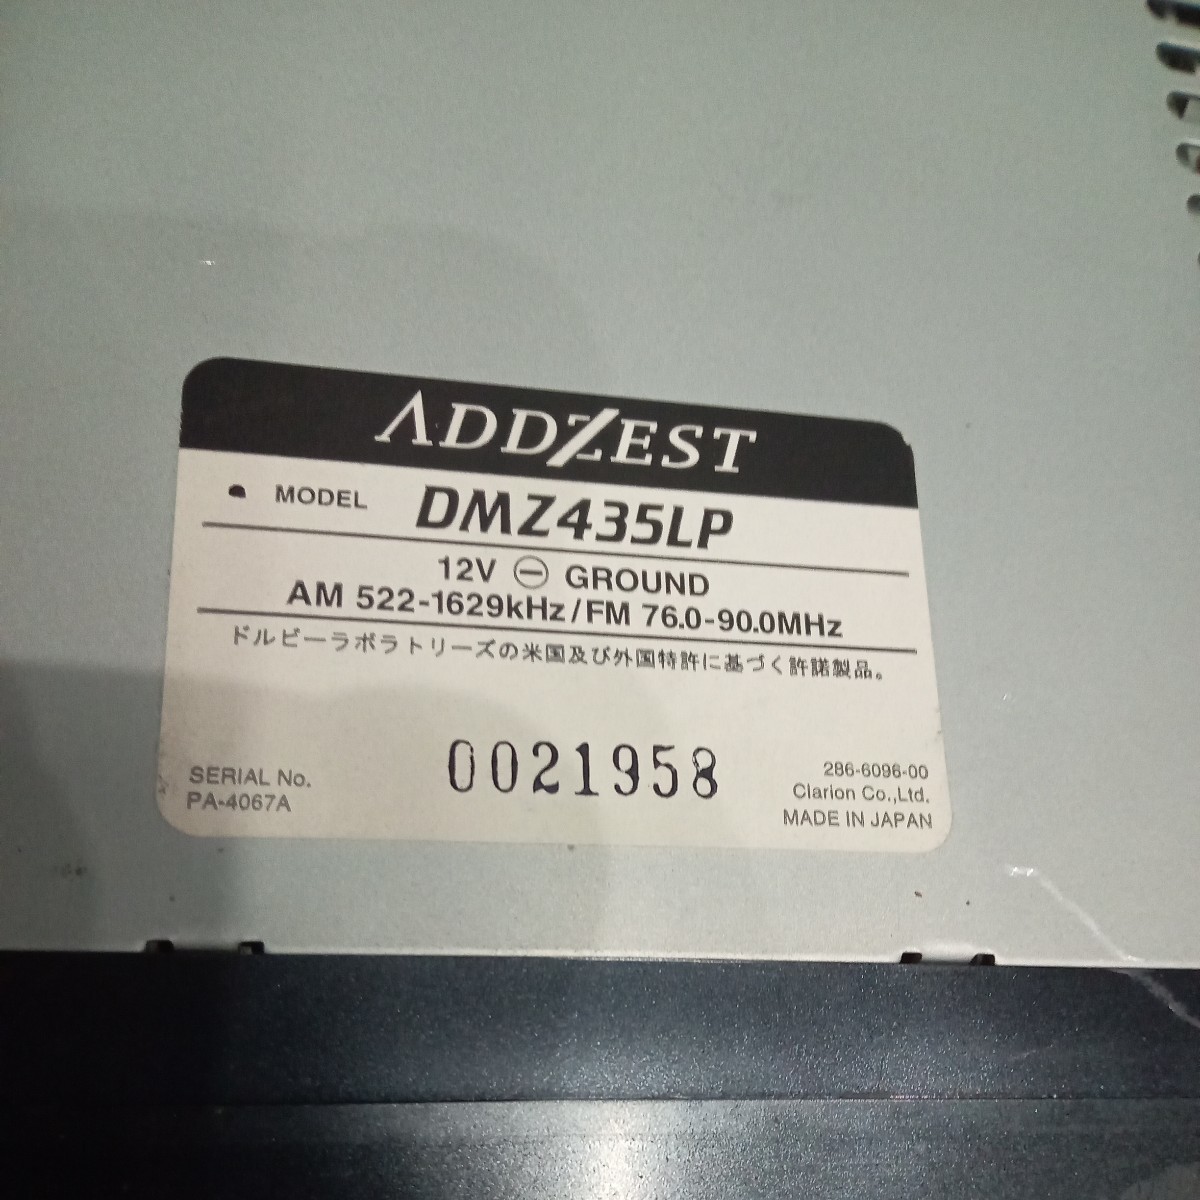 ADDZEST
MODEL DMZ435LP
12V ⊖ GROUND
AM 522-1629kHz/FM 76.0-90.0MHz
ドルビーラボラトリーズの米国及び外国特許に基づく許諾製品。
0021958
SERIAL No.
PA-4067A
286-6096-00
Clarion Co.,Ltd.
MADE IN JAPAN